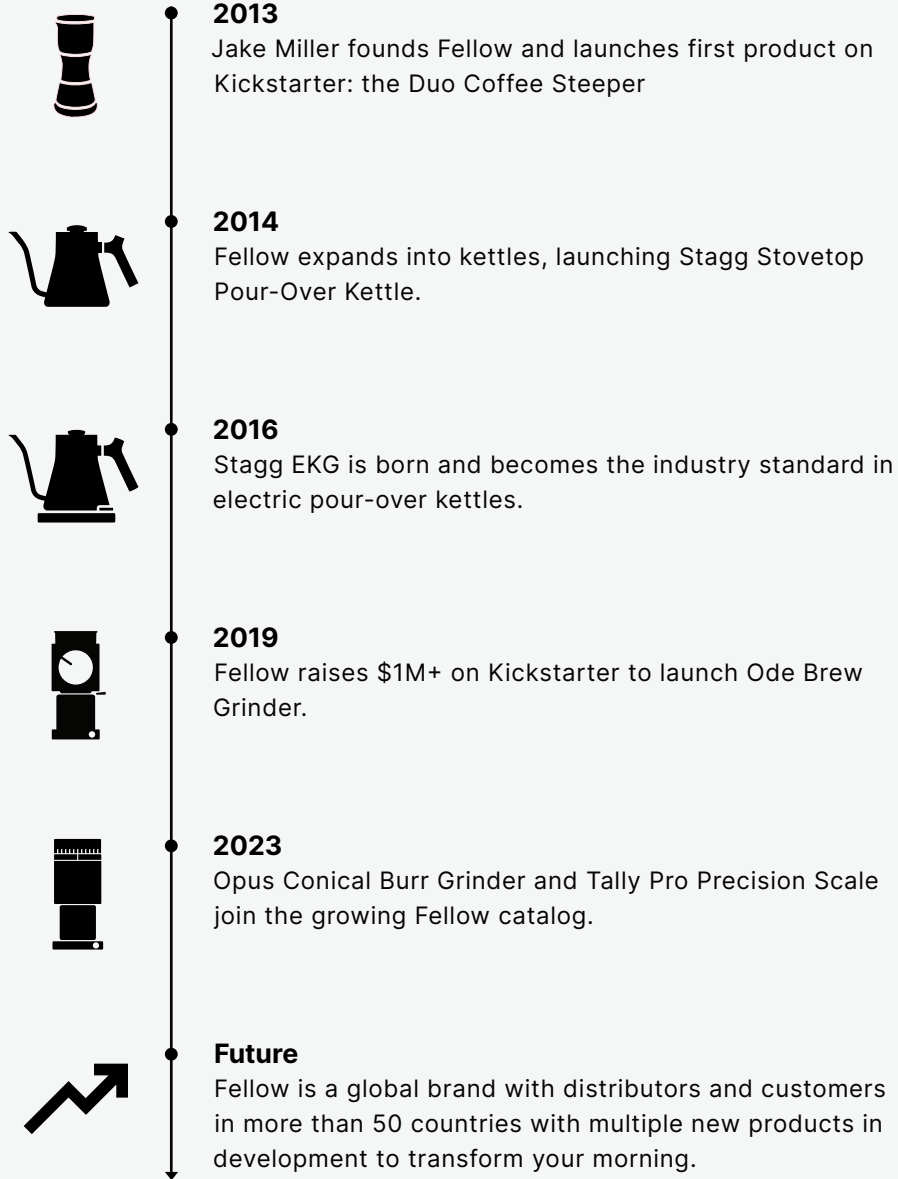 2013
Jake Miller founds Fellow and launches first product on
Kickstarter: the Duo Coffee Steeper
2014
Fellow expands into kettles, launching Stagg Stovetop
Pour-Over Kettle.
2016
Stagg EKG is born and becomes the industry standard in
electric pour-over kettles.
2019
Fellow raises $1M+ on Kickstarter to launch Ode Brew
Grinder.
2023
Opus Conical Burr Grinder and Tally Pro Precision Scale
join the growing Fellow catalog.
Future
Fellow is a global brand with distributors and customers
in more than 50 countries with multiple new products in
development to transform your morning.